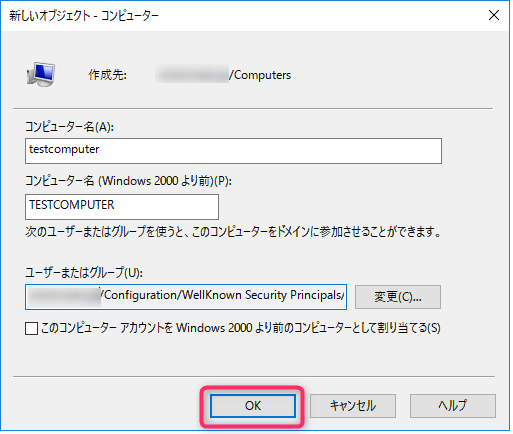 新しいオブジェクト - コンピューター
作成先: /Computers
コンピューター名(A):
testcomputer
コンピューター名 (Windows 2000 より前)(P):
TESTCOMPUTER
次のユーザーまたはグループを使うと、このコンピューターをドメインに参加させることができます。
ユーザーまたはグループ(U):
/Configuration/WellKnown Security Principals/
変更(C)...
このコンピューター アカウントを Windows 2000 より前のコンピューターとして割り当てる(S)
OK
キャンセル
ヘルプ